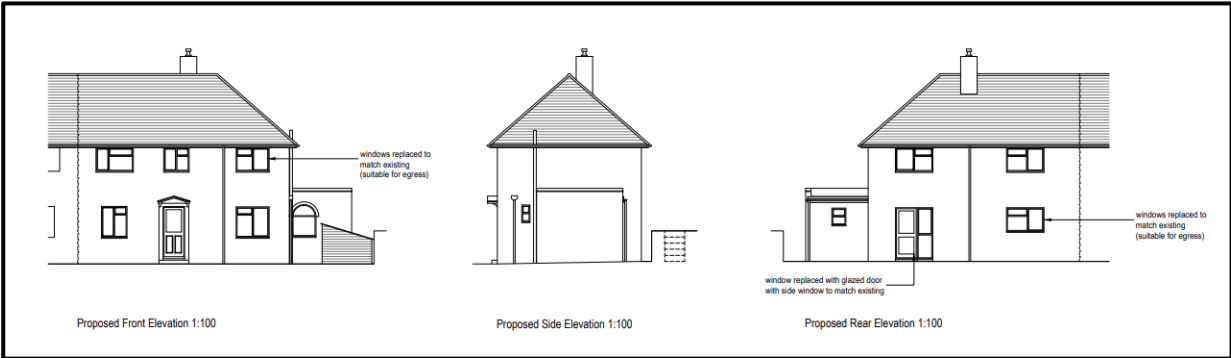 windows replaced to
match existing
(suitable for egress)
windows replaced to
match existing
(suitable for egress)
window replaced with glazed door
with side window to match existing
Proposed Front Elevation 1:100
Proposed Side Elevation 1:100
Proposed Rear Elevation 1:100